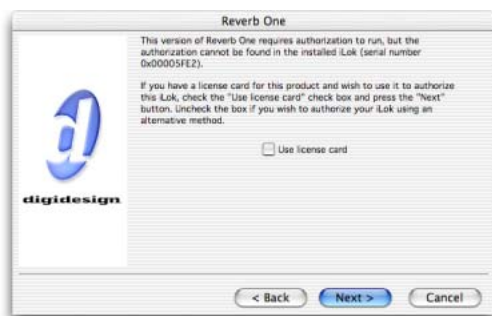 Reverb One
This version of Reverb One requires authorization to run, but the
authorization cannot be found in the installed iLok (serial number
0x00005FE2).
If you have a license card for this product and wish to use it to authorize
this iLok, check the "Use license card" check box and press the "Next"
button. Uncheck the box if you wish to authorize your iLok using an
alternative method.
Use license card
digidesign
< Back Next > Cancel